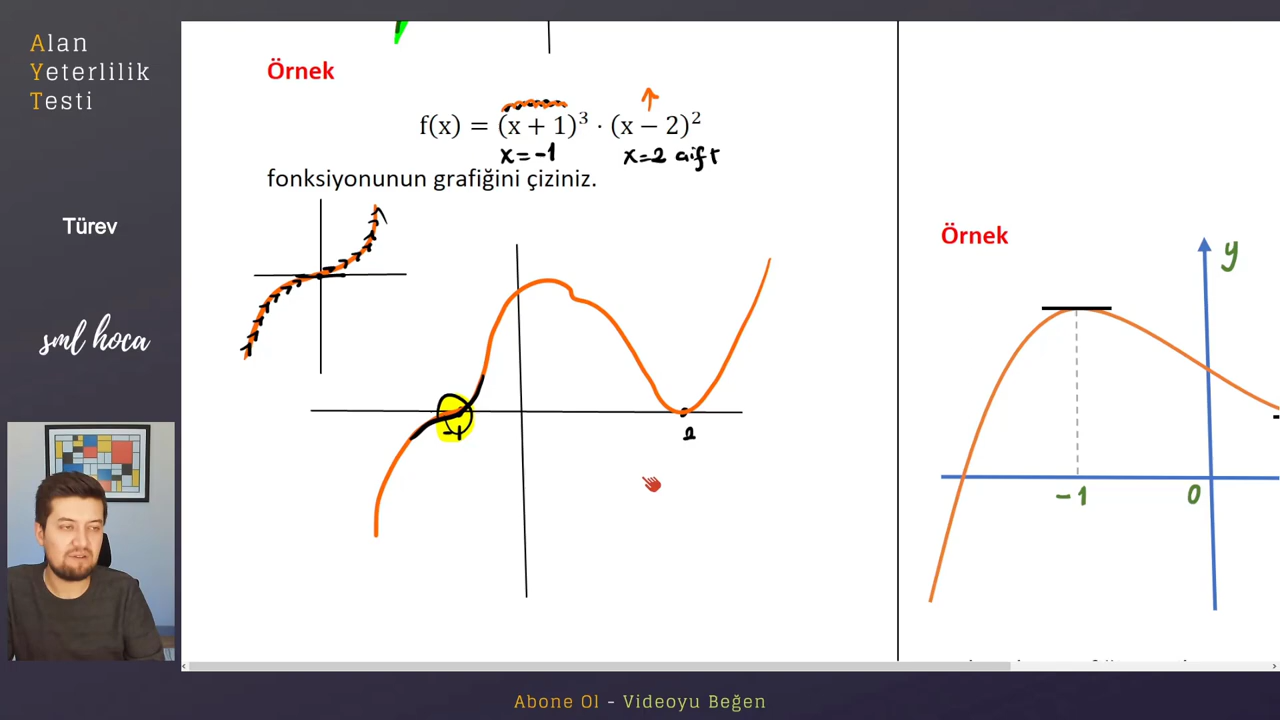 Alan
Yeterlilik
Testi
Türev
sml hoca
Örnek
f(x) = (x + 1)³ · (x − 2)²
x=-1
x=2 çift
fonksiyonunun grafiğini çiziniz.
-1
2
Örnek
y
-1
0
Abone Ol - Videoyu Beğen